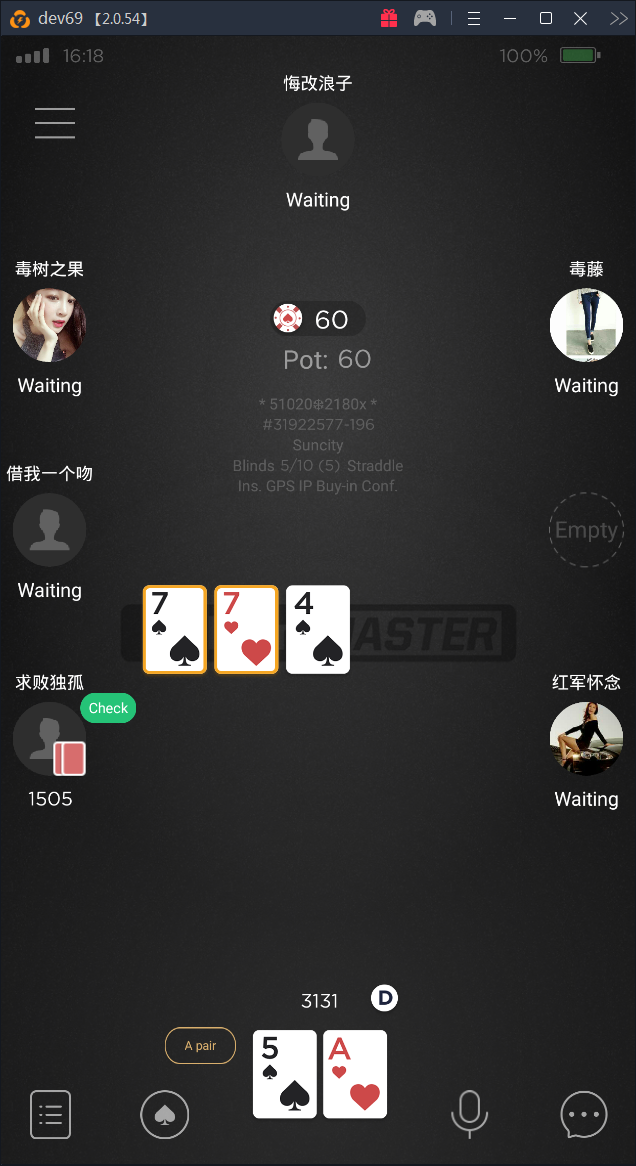 dev69 【2.0.54】
16:18
100%
悔改浪子
Waiting
毒树之果
毒藤
60
Waiting
Pot: 60
Waiting
* 51020❄2180x *
#31922577-196
Suncity
Blinds 5/10 (5) Straddle
Ins. GPS IP Buy-in Conf.
借我一个吻
Empty
Waiting
7
7
4
ASTER
求败独孤
Check
红军怀念
1505
Waiting
3131
D
A pair
5
A